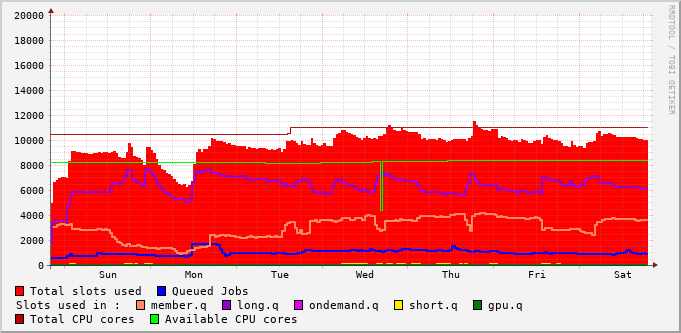 20000
18000
16000
14000
12000
10000
8000
6000
4000
2000
0
Sun Mon Tue Wed Thu Fri Sat
Total slots used Queued Jobs
Slots used in : member.q long.q ondemand.q short.q gpu.q
Total CPU cores Available CPU cores
RRDTOOL / TOBI OETIKER